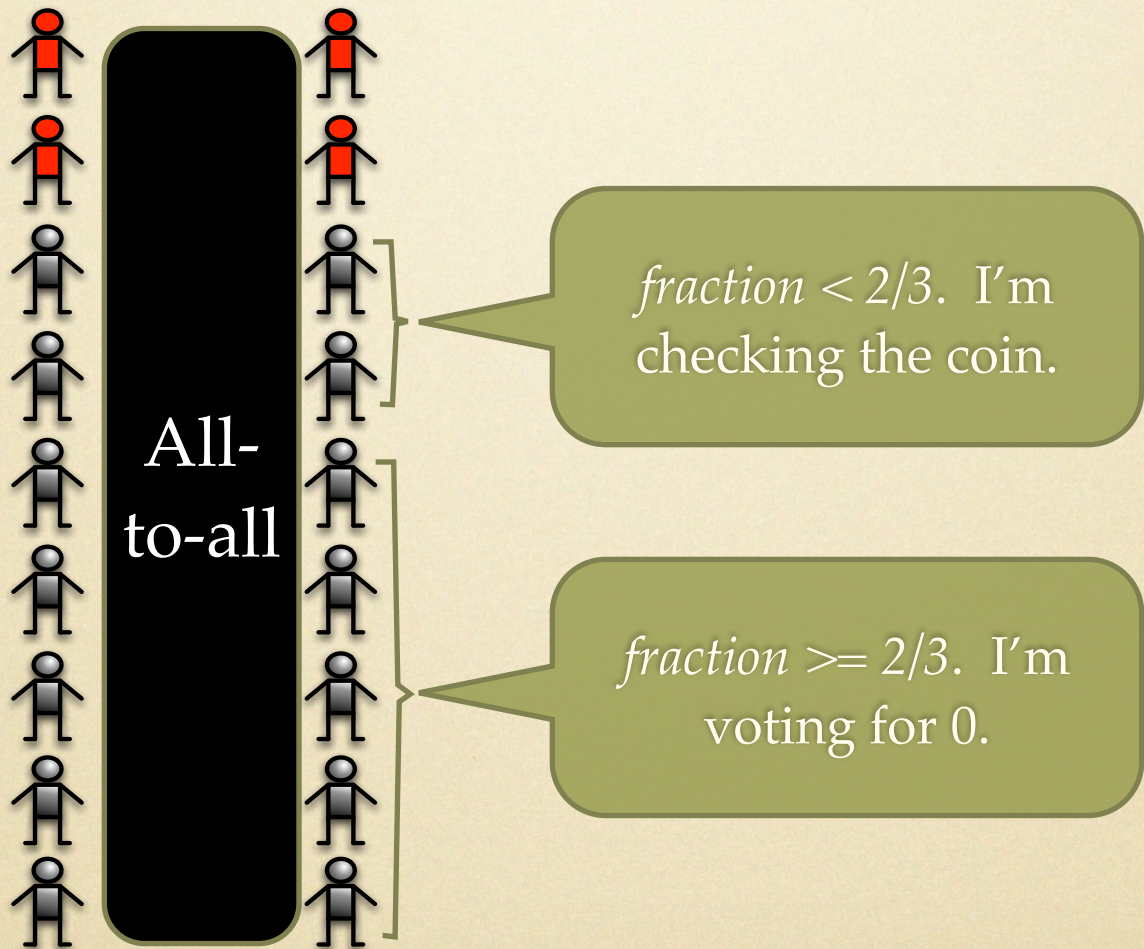 All-
to-all
fraction < 2/3.  I’m
checking the coin.
fraction >= 2/3.  I’m
voting for 0.